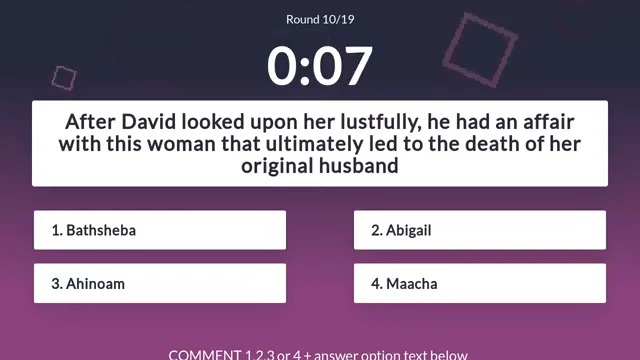 Round 10/19
0:07
After David looked upon her lustfully, he had an affair
with this woman that ultimately led to the death of her
original husband
1. Bathsheba
2. Abigail
3. Ahinoam
4. Maacha
COMMENT 1,2,3 or 4 + answer option text below